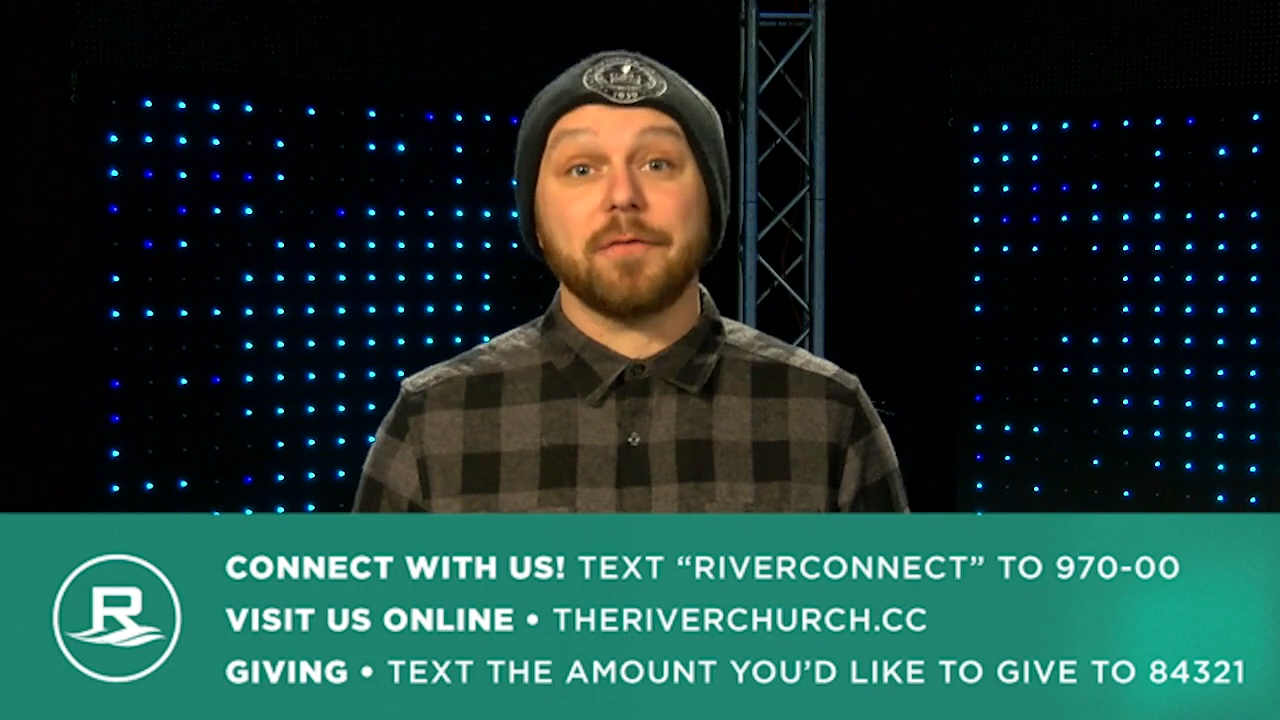 1939
CONNECT WITH US! TEXT “RIVERCONNECT” TO 970-00
VISIT US ONLINE • THERIVERCHURCH.CC
R
GIVING • TEXT THE AMOUNT YOU’D LIKE TO GIVE TO 84321